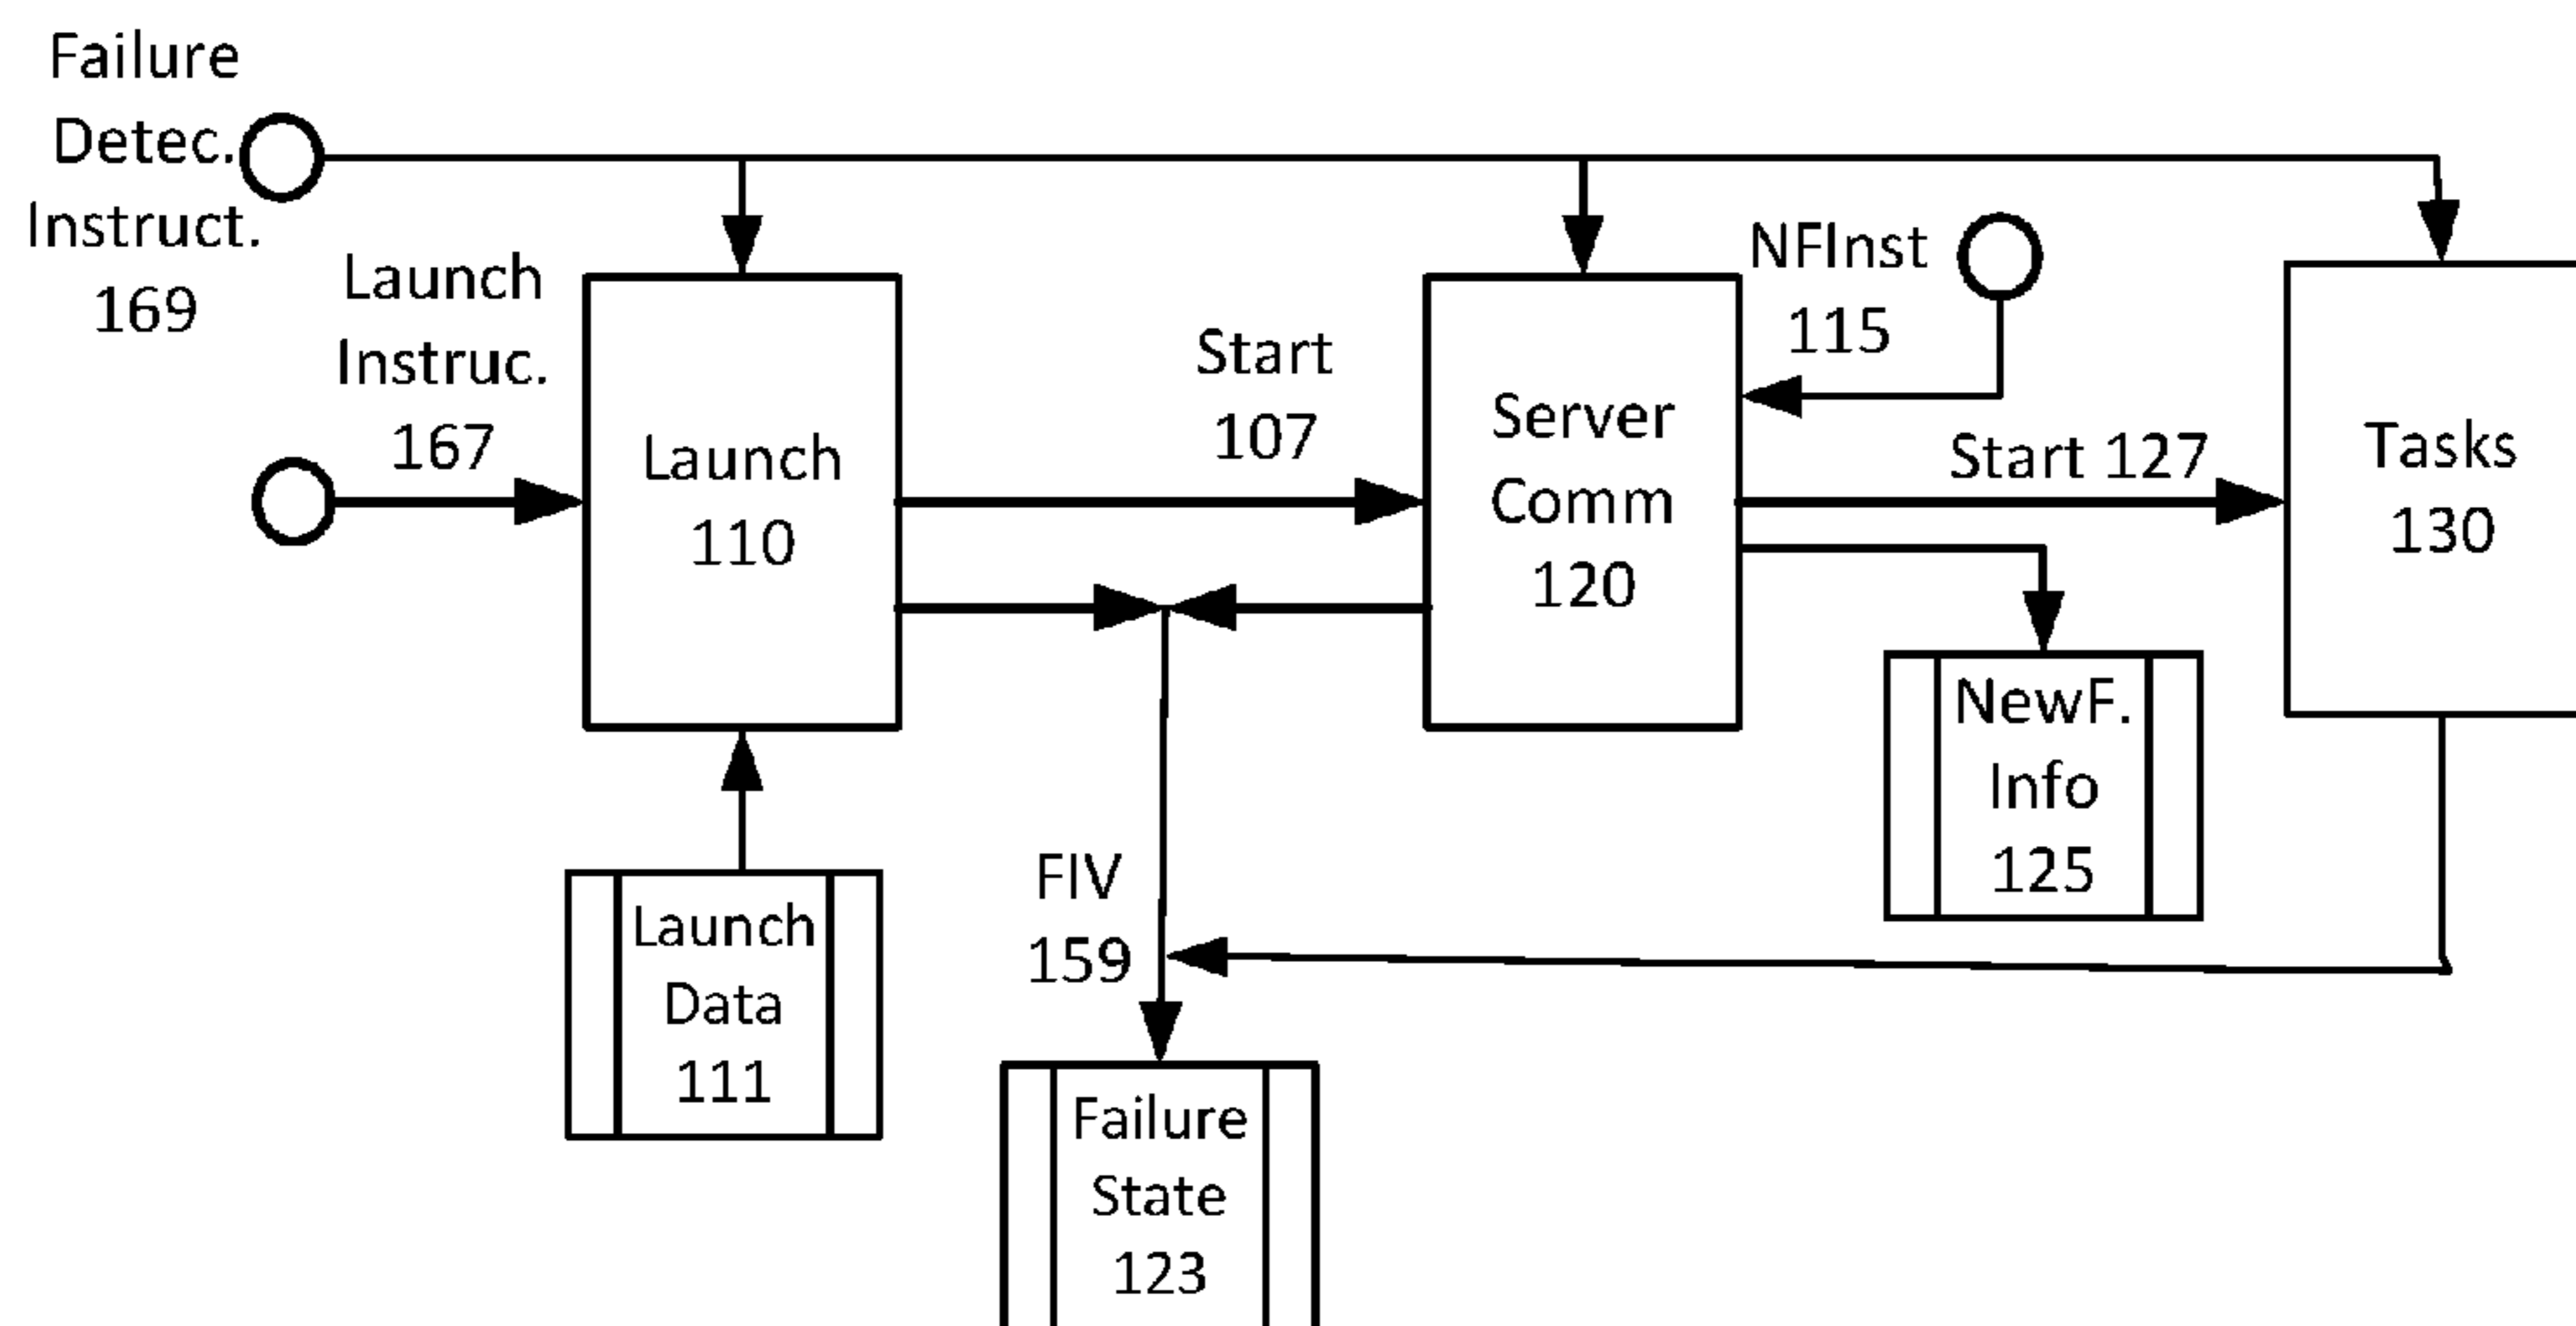 Failure
Detec.
Instruct.
169
Launch
Instruc.
167
Launch
110
Start
107
Server
Comm
120
NFInst
115
Start 127
Tasks
130
NewF.
Info
125
Launch
Data
111
FIV
159
Failure
State
123